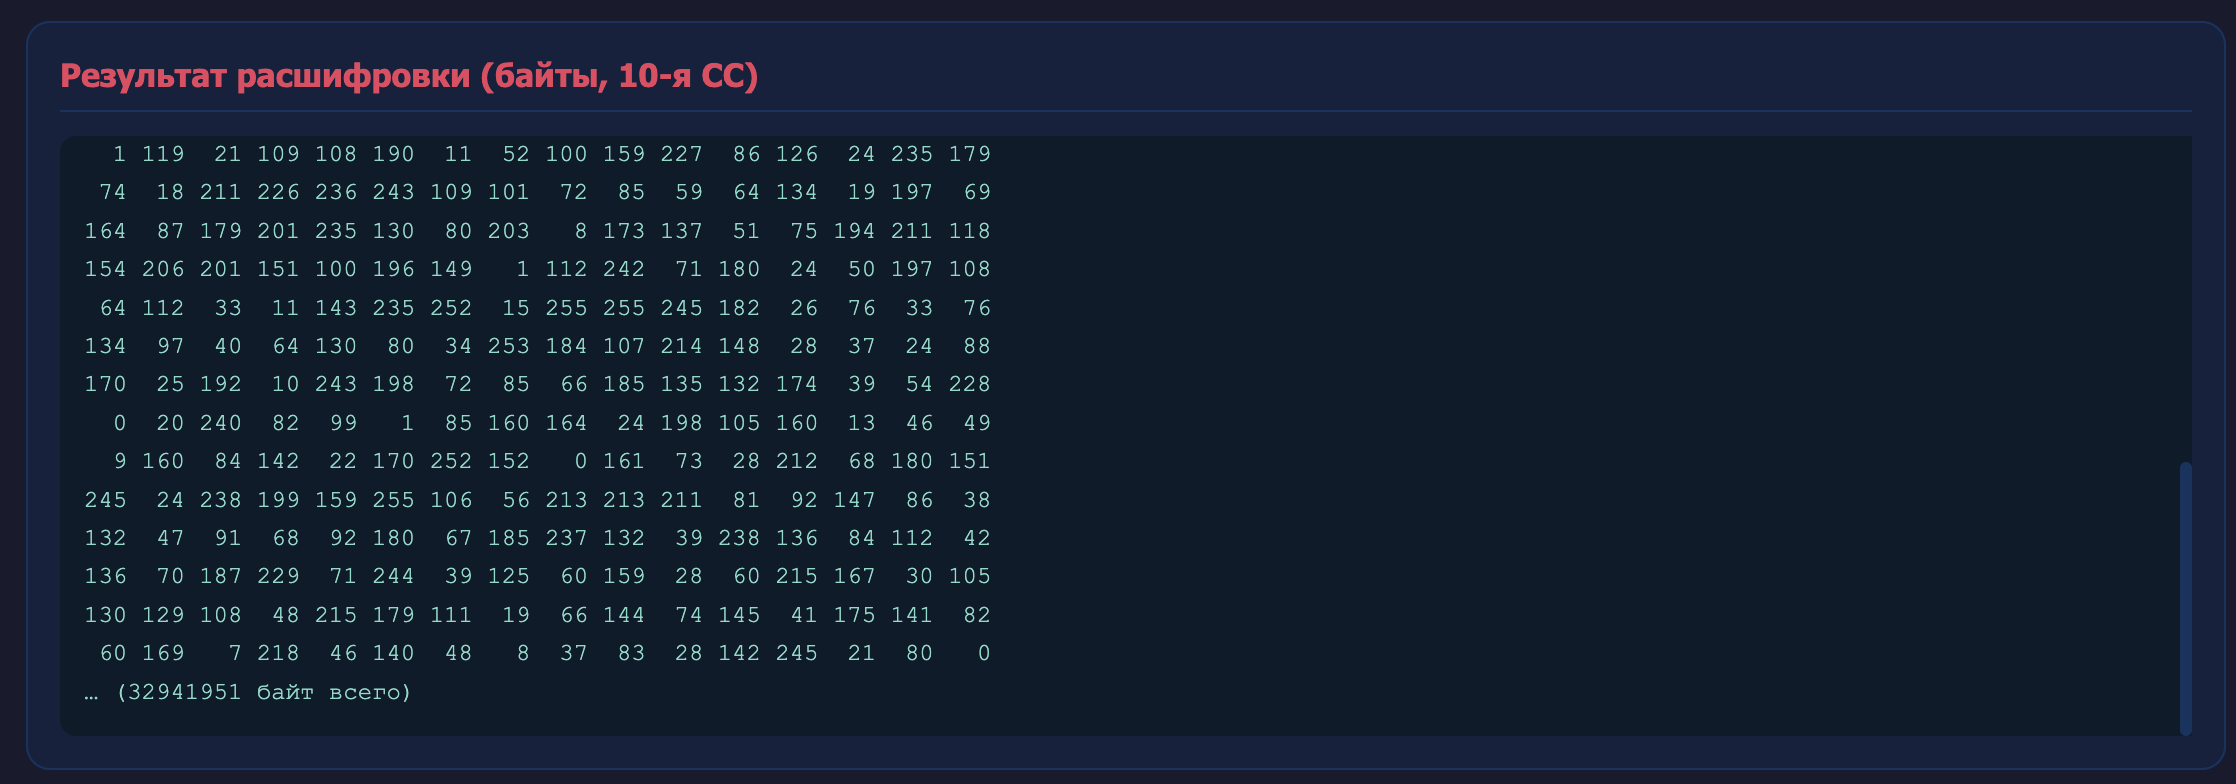 Результат расшифровки (байты, 10-я СС)
1 119 21 109 108 190 11 52 100 159 227 86 126 24 235 179
74 18 211 226 236 243 109 101 72 85 59 64 134 19 197 69
164 87 179 201 235 130 80 203 8 173 137 51 75 194 211 118
154 206 201 151 100 196 149 1 112 242 71 180 24 50 197 108
64 112 33 11 143 235 252 15 255 255 245 182 26 76 33 76
134 97 40 64 130 80 34 253 184 107 214 148 28 37 24 88
170 25 192 10 243 198 72 85 66 185 135 132 174 39 54 228
0 20 240 82 99 1 85 160 164 24 198 105 160 13 46 49
9 160 84 142 22 170 252 152 0 161 73 28 212 68 180 151
245 24 238 199 159 255 106 56 213 213 211 81 92 147 86 38
132 47 91 68 92 180 67 185 237 132 39 238 136 84 112 42
136 70 187 229 71 244 39 125 60 159 28 60 215 167 30 105
130 129 108 48 215 179 111 19 66 144 74 145 41 175 141 82
60 169 7 218 46 140 48 8 37 83 28 142 245 21 80 0
… (32941951 байт всего)